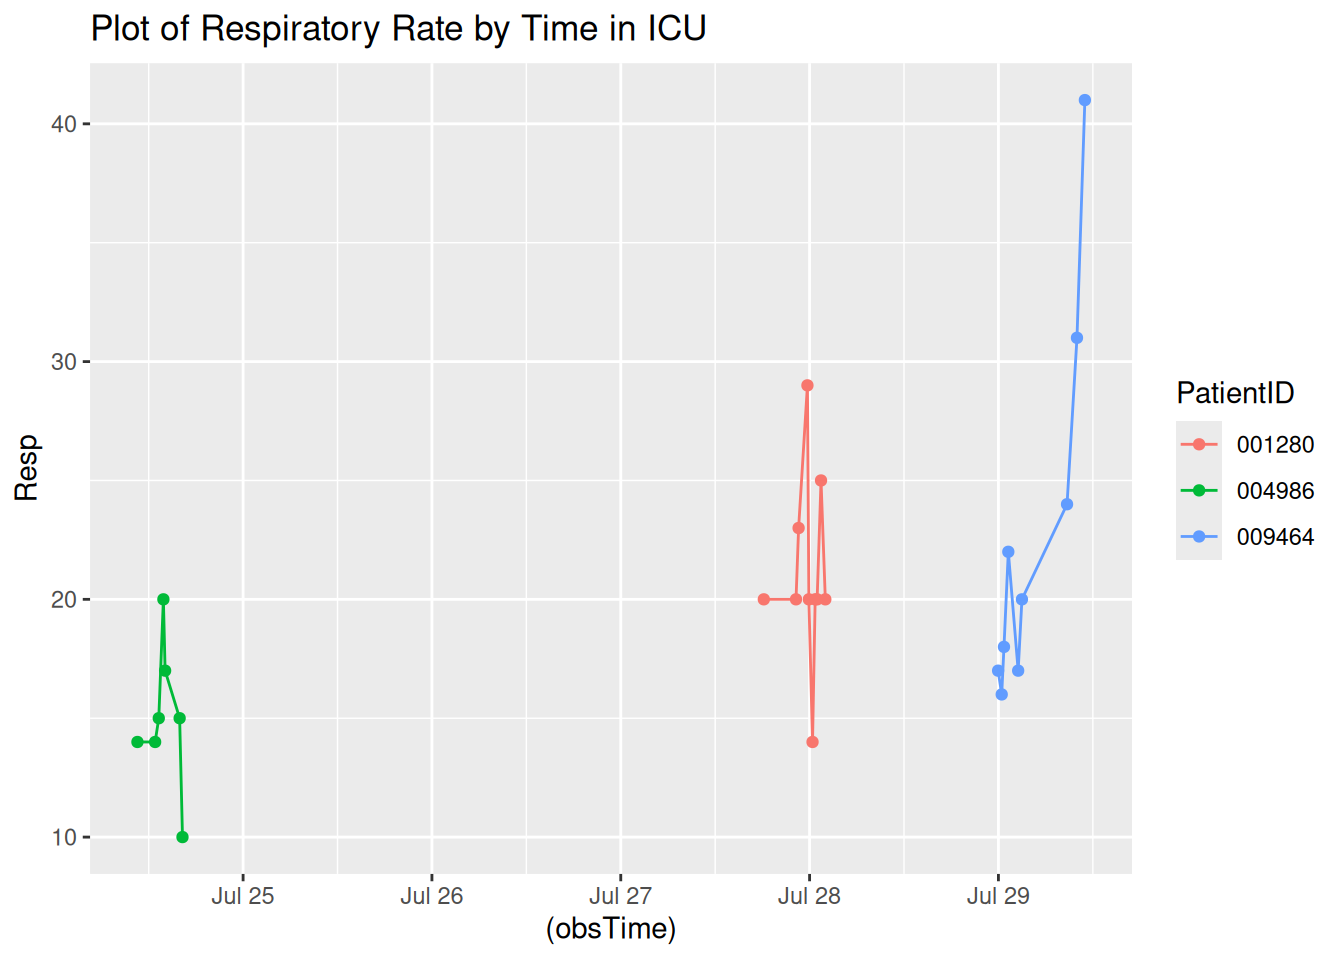 Plot of Respiratory Rate by Time in ICU
40
30
20
10
Resp
Jul 25
Jul 26
Jul 27
Jul 28
Jul 29
(obsTime)
PatientID
001280
004986
009464